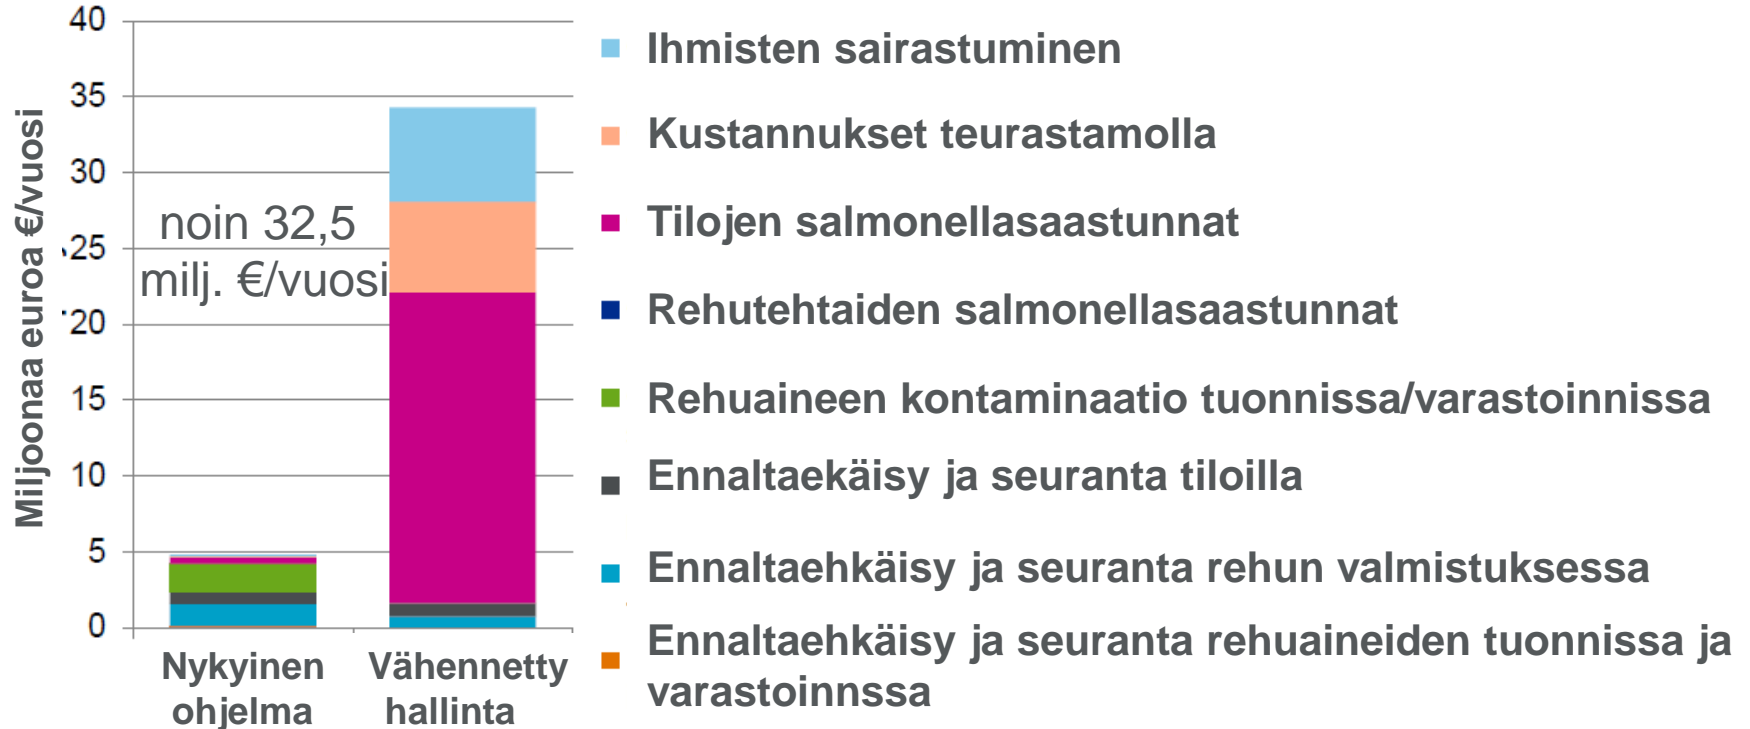 Miljoonaa euroa €/vuosi
40
35
30
25
20
15
10
5
0
noin 32,5
milj. €/vuosi
Nykyinen
ohjelma
Vähennetty
hallinta
Ihmisten sairastuminen
Kustannukset teurastamolla
Tilojen salmonellasaastunnat
Rehutehtaiden salmonellasaastunnat
Rehuaineen kontaminaatio tuonnissa/varastoinnissa
Ennaltaekäisy ja seuranta tiloilla
Ennaltaehkäisy ja seuranta rehun valmistuksessa
Ennaltaehkäisy ja seuranta rehuaineiden tuonnissa ja
varastoinnssa